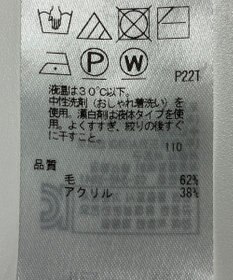 P
W
P22T
液温は３０℃以下。
中性洗剤（おしゃれ着洗い）を
使用。漂白剤は液体タイプを使
用。よくすすぎ、絞りの後すぐ
に干すこと。
110
品質
毛 62%
アクリル 38%